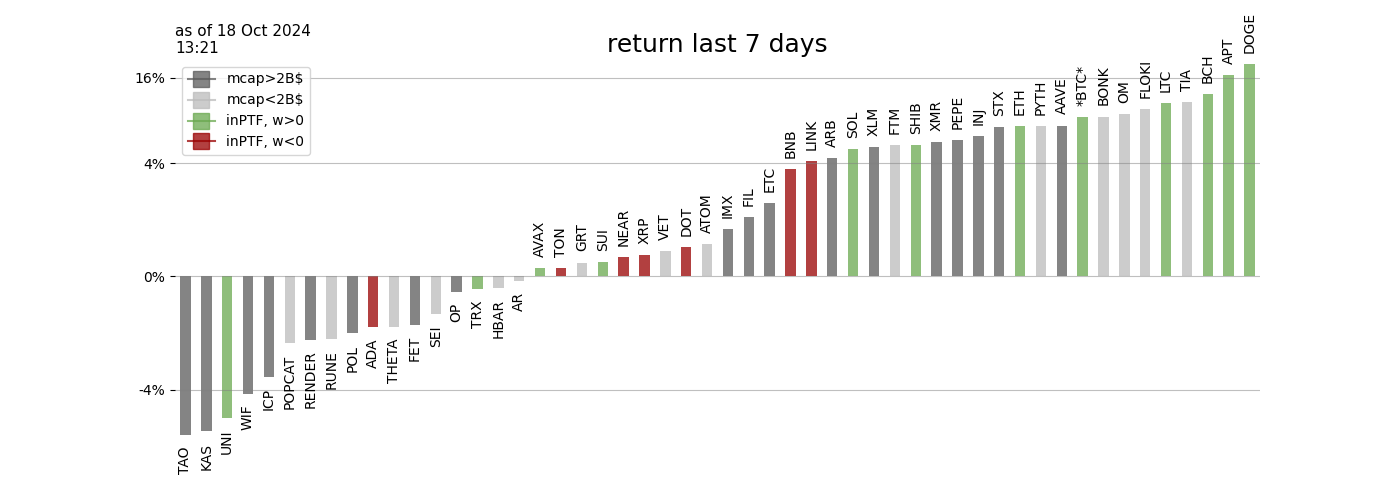 as of 18 Oct 2024
13:21
return last 7 days
mcap>2B$
mcap<2B$
inPTF, w>0
inPTF, w<0
16%
4%
0%
-4%
TAO
KAS
UNI
WIF
ICP
POPCAT
RENDER
RUNE
POL
ADA
THETA
FET
SEI
OP
TRX
HBAR
AR
AVAX
TON
GRT
SUI
NEAR
XRP
VET
DOT
ATOM
IMX
FIL
ETC
BNB
LINK
ARB
SOL
XLM
FTM
SHIB
XMR
PEPE
INJ
STX
ETH
PYTH
AAVE
*BTC*
BONK
OM
FLOKI
LTC
TIA
BCH
APT
DOGE